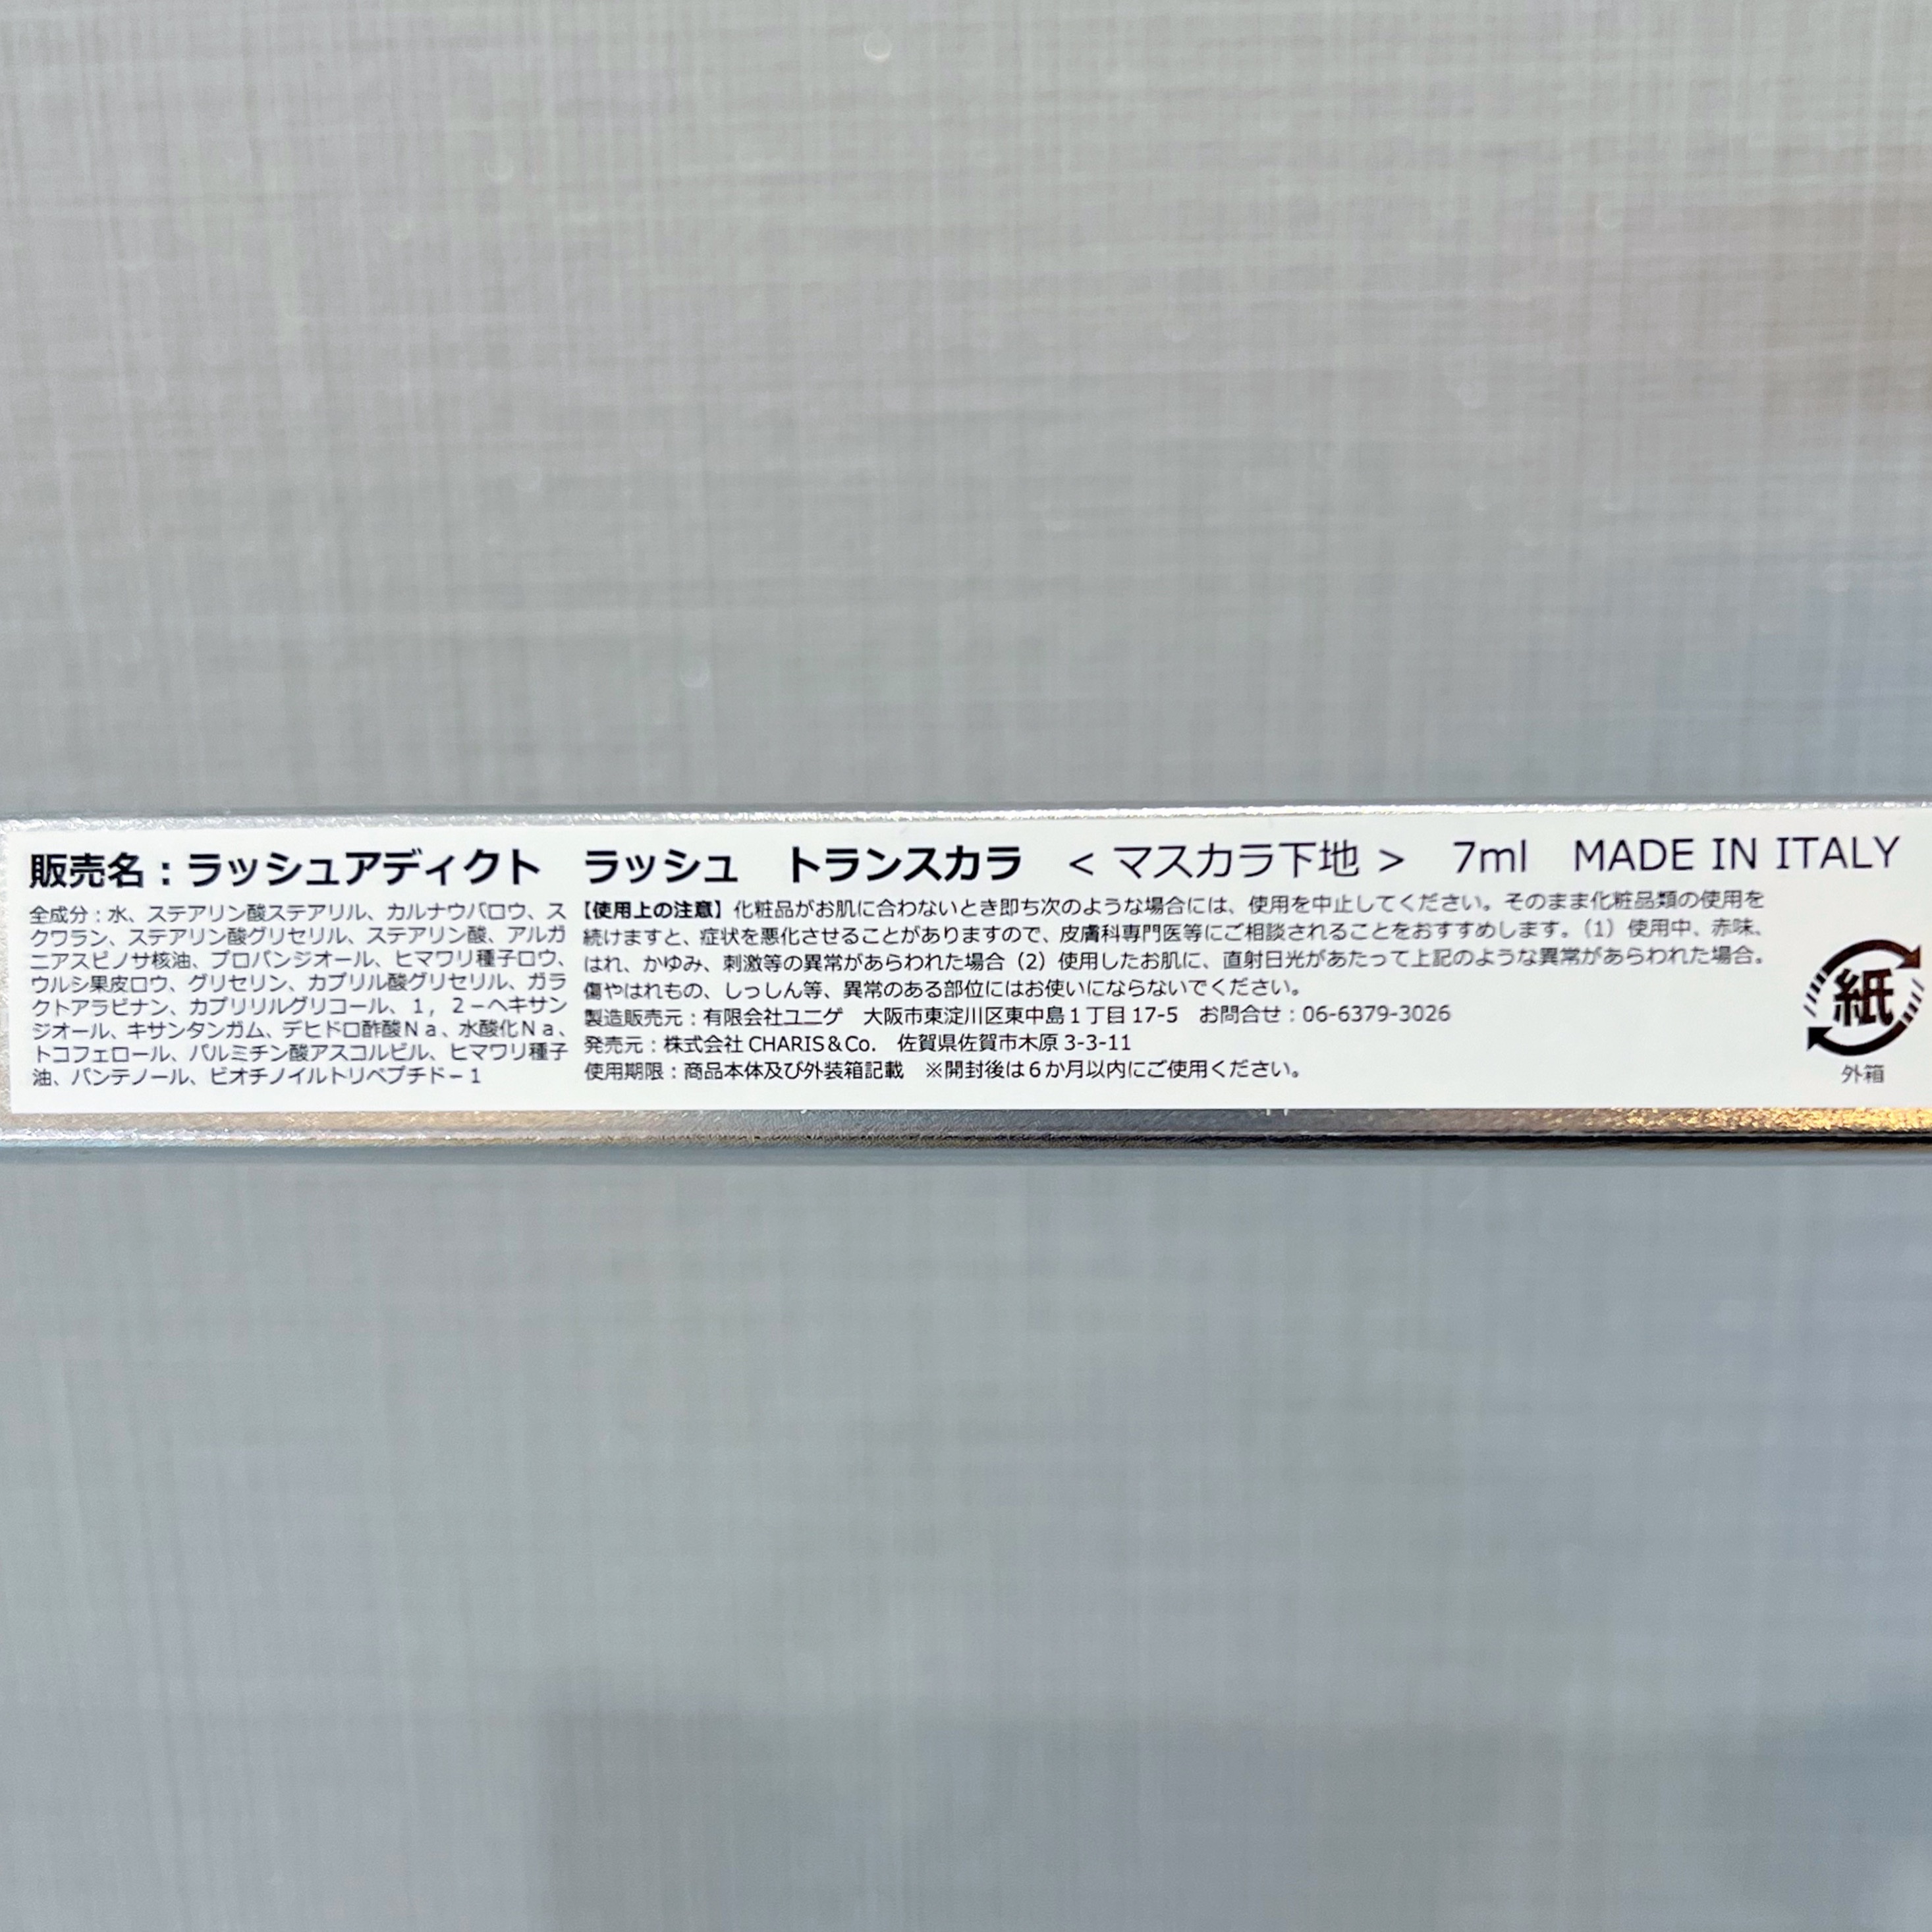 販売名：ラッシュアディクト　ラッシュ　トランスカラ　＜マスカラ下地＞　7ml　MADE IN ITALY
全成分：水、ステアリン酸ステアリル、カルナウバロウ、ス
クワラン、ステアリン酸グリセリル、ステアリン酸、アルガ
ニアスピノサ核油、プロパンジオール、ヒマワリ種子ロウ、
ウルシ果皮ロウ、グリセリン、カプリル酸グリセリル、ガラ
クトアラビナン、カプリリルグリコール、１，２－ヘキサン
ジオール、キサンタンガム、デヒドロ酢酸Ｎａ、水酸化Ｎａ、
トコフェロール、パルミチン酸アスコルビル、ヒマワリ種子
油、パンテノール、ビオチノイルトリペプチド－１
【使用上の注意】化粧品がお肌に合わないとき即ち次のような場合には、使用を中止してください。そのまま化粧品類の使用を
続けますと、症状を悪化させることがありますので、皮膚科専門医等にご相談されることをおすすめします。（1）使用中、赤味、
はれ、かゆみ、刺激等の異常があらわれた場合（2）使用したお肌に、直射日光があたって上記のような異常があらわれた場合。
傷やはれもの、しっしん等、異常のある部位にはお使いにならないでください。
製造販売元：有限会社ユニゲ　大阪市東淀川区東中島１丁目17-5　お問合せ：06-6379-3026
発売元：株式会社 CHARIS＆Co.　佐賀県佐賀市木原 3-3-11
使用期限：商品本体及び外装箱記載　※開封後は６か月以内にご使用ください。
紙
外箱